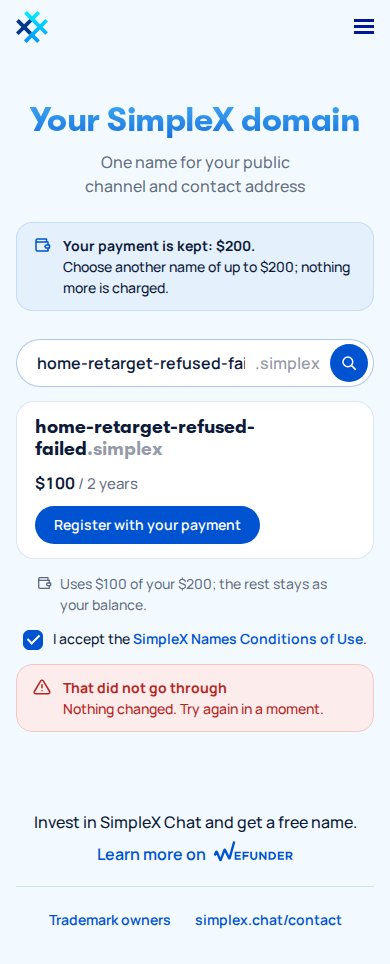 Your SimpleX domain
One name for your public
channel and contact address
Your payment is kept: $200.
Choose another name of up to $200; nothing
more is charged.
home-retarget-refused-fai .simplex
home-retarget-refused-
failed.simplex
$100 / 2 years
Register with your payment
Uses $100 of your $200; the rest stays as
your balance.
I accept the SimpleX Names Conditions of Use.
That did not go through
Nothing changed. Try again in a moment.
Invest in SimpleX Chat and get a free name.
Learn more on WEFUNDER
Trademark owners simplex.chat/contact